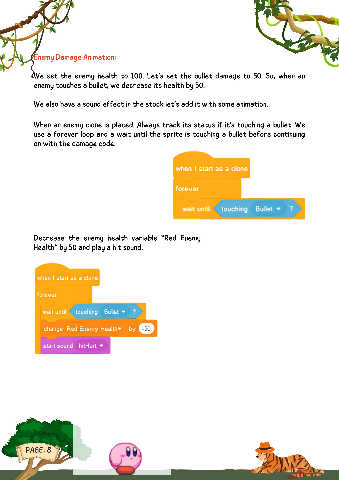 Enemy Damage Animation:
We set the enemy health to 100. Let's set the bullet damage to 50. So, when an
enemy touches a bullet, we decrease its health by 50.
We also have a sound effect in the stock let's add it with some animation.
When an enemy clone is placed. Always track its status if it's touching a bullet. We
use a forever loop and a wait until the sprite is touching a bullet before continuing
on with the damage code.
when I start as a clone
forever
wait until touching Bullet ?
Decrease the enemy health variable "Red Enemy
Health" by 50 and play a hit sound.
when I start as a clone
forever
wait until touching Bullet ?
change Red Enemy Health by -50
start sound hitHurt
PAGE: 8